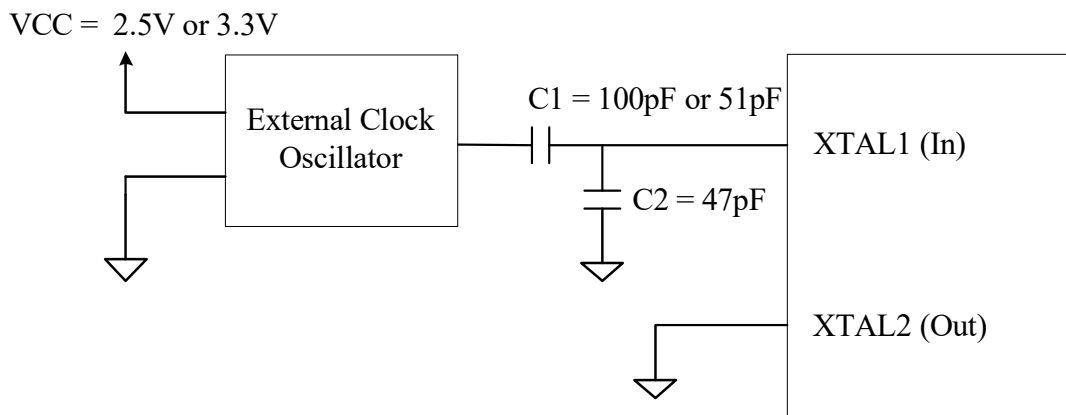 VCC = 2.5V or 3.3V
External Clock
Oscillator
C1 = 100pF or 51pF
C2 = 47pF
XTAL1 (In)
XTAL2 (Out)